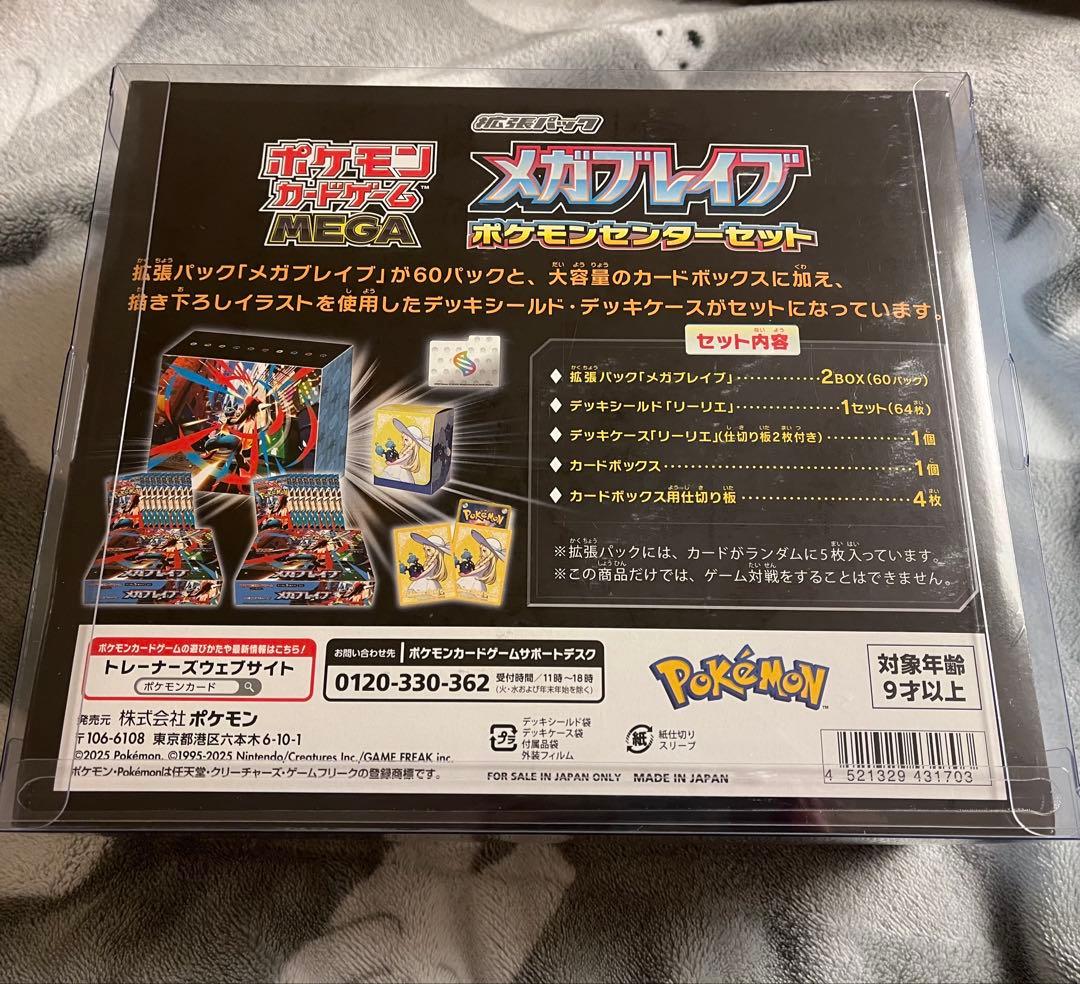 拡張パック
ポケモン
カードゲーム
MEGA
メガブレイブ
ポケモンセンターセット
拡張パック「メガブレイブ」が60パックと、大容量のカードボックスに加え、
描き下ろしイラストを使用したデッキシールド・デッキケースがセットになっています。
セット内容
◆ 拡張パック「メガブレイブ」…………2BOX(60パック)
◆ デッキシールド「リーリエ」…………1セット(64枚)
◆ デッキケース「リーリエ」(仕切り板2枚付き)…………1個
◆ カードボックス…………1個
◆ カードボックス用仕切り板…………4枚
※拡張パックには、カードがランダムに5枚入っています。
※この商品だけでは、ゲーム対戦をすることはできません。
メガブレイブ
メガブレイブ
Pokémon
ポケモンカードゲームの遊びかたや最新情報はこちら!
トレーナーズウェブサイト
ポケモンカード
お問い合わせ先 | ポケモンカードゲームサポートデスク
0120-330-362 受付時間/11時~18時
(火・水および年末年始を除く)
Pokémon
対象年齢
9才以上
発売元 株式会社ポケモン
〒106-6108 東京都港区六本木6-10-1
©2025 Pokémon. ©1995-2025 Nintendo/Creatures Inc./GAME FREAK inc.
ポケモン・Pokémonは任天堂・クリーチャーズ・ゲームフリークの登録商標です。
プラ
デッキシールド袋
デッキケース袋
付属品袋
外装フィルム
紙
紙仕切り
スリーブ
FOR SALE IN JAPAN ONLY MADE IN JAPAN
4 521329 431703